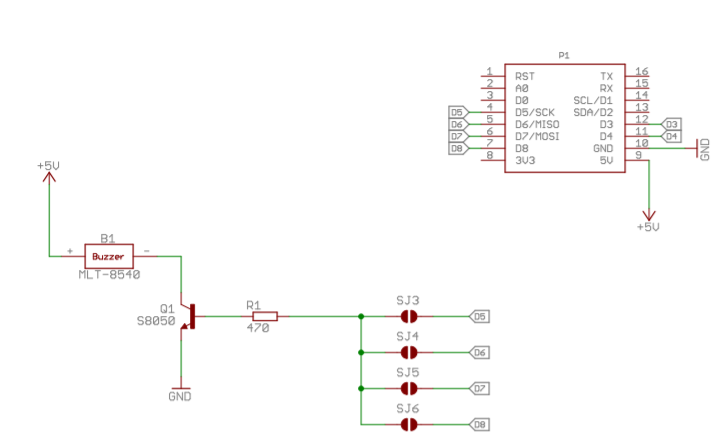 P1
1 RST TX 16
2 A0 RX 15
3 D0 SCL/D1 14
D5 4 D5/SCK SDA/D2 13
D6 5 D6/MISO D3 12 D3
D7 6 D7/MOSI D4 11 D4
D8 7 D8 GND 10 GND
8 3V3 5V 9
+5V
+5V
B1
+ Buzzer -
MLT-8540
Q1
S8050
GND
R1
470
SJ3
D5
SJ4
D6
SJ5
D7
SJ6
D8